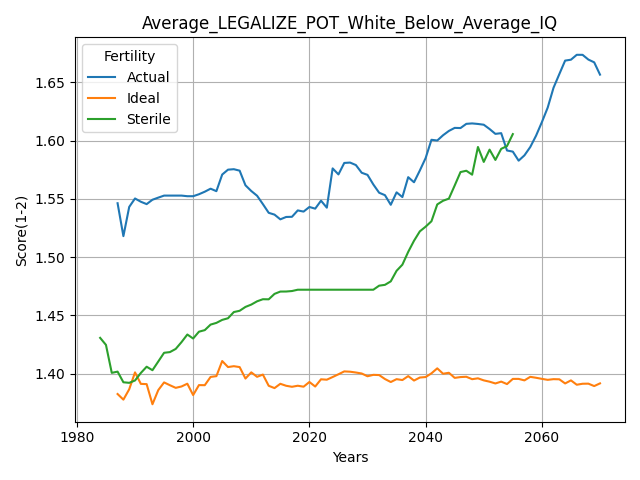 Average_LEGALIZE_POT_White_Below_Average_IQ
Fertility
Actual
Ideal
Sterile
Score(1-2)
1.65
1.60
1.55
1.50
1.45
1.40
1980
2000
2020
2040
2060
Years